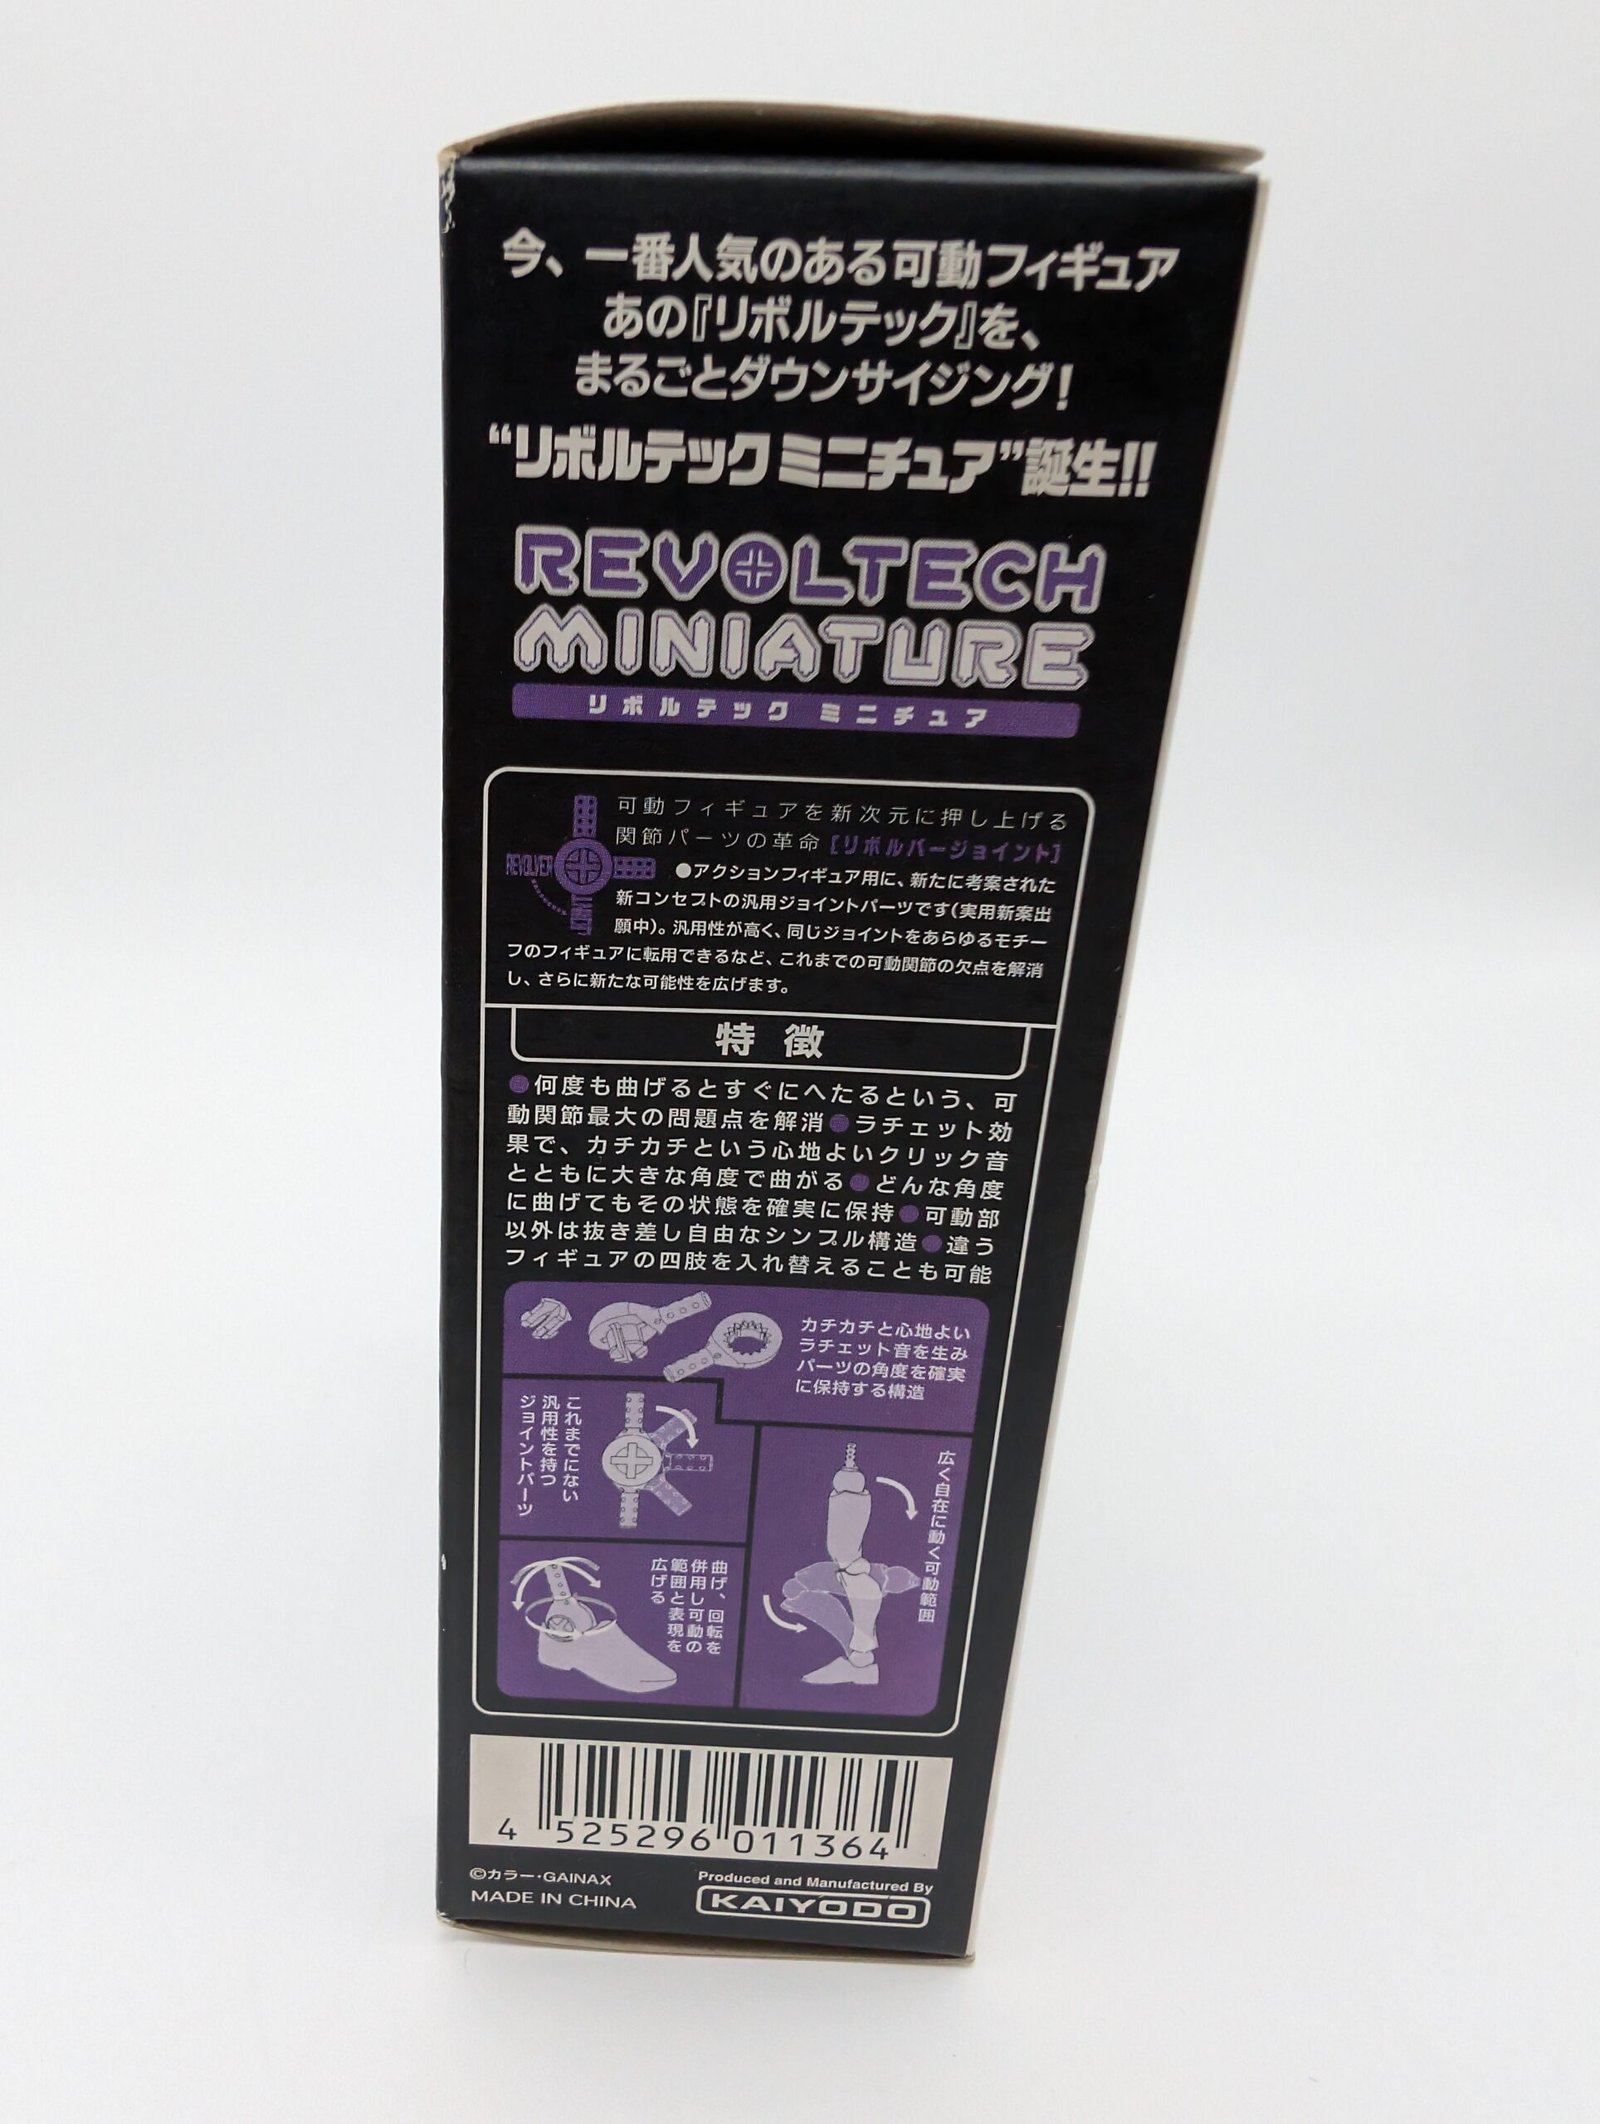 今、一番人気のある可動フィギュア
あの『リボルテック』を、
まるごとダウンサイジング!
“リボルテック ミニチュア”誕生!!
REVOLTECH
MINIATURE
リボルテック ミニチュア
可動フィギュアを新次元に押し上げる
関節パーツの革命[リボルバージョイント]
REVOLVER
JOINT
●アクションフィギュア用に、新たに考案された
新コンセプトの汎用ジョイントパーツです(実用新案出
願中)。汎用性が高く、同じジョイントをあらゆるモチー
フのフィギュアに転用できるなど、これまでの可動関節の欠点を解消
し、さらに新たな可能性を広げます。
特徴
●何度も曲げるとすぐにへたるという、可
動関節最大の問題点を解消●ラチェット効
果で、カチカチという心地よいクリック音
とともに大きな角度で曲がる●どんな角度
に曲げてもその状態を確実に保持●可動部
以外は抜き差し自由なシンプル構造●違う
フィギュアの四肢を入れ替えることも可能
カチカチと心地よい
ラチェット音を生み
パーツの角度を確実
に保持する構造
これまでにない
汎用性を持つ
ジョイントパーツ
広く自在に動く可動範囲
曲げ、回転を
併用し可動の
範囲と表現を
広げる
4 525296 011364
©カラー・GAINAX
MADE IN CHINA
Produced and Manufactured By
KAIYODO